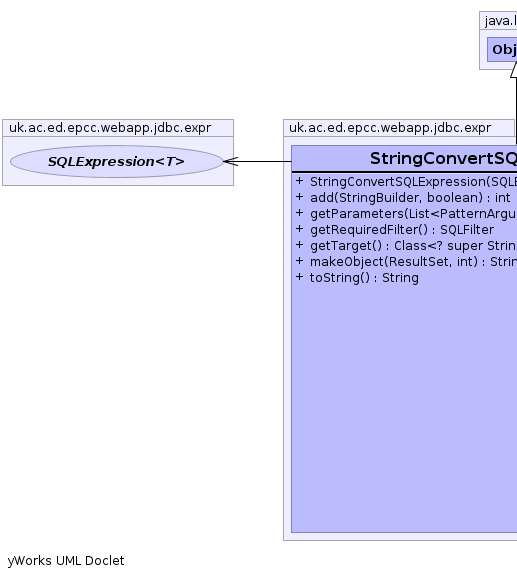 java.l
Obj
uk.ac.ed.epcc.webapp.jdbc.expr
SQLExpression<T>
uk.ac.ed.epcc.webapp.jdbc.expr
StringConvertSQ
+ StringConvertSQLExpression(SQLE
+ add(StringBuilder, boolean) : int
+ getParameters(List<PatternArgu
+ getRequiredFilter() : SQLFilter
+ getTarget() : Class<? super Strin
+ makeObject(ResultSet, int) : Strin
+ toString() : String
yWorks UML Doclet